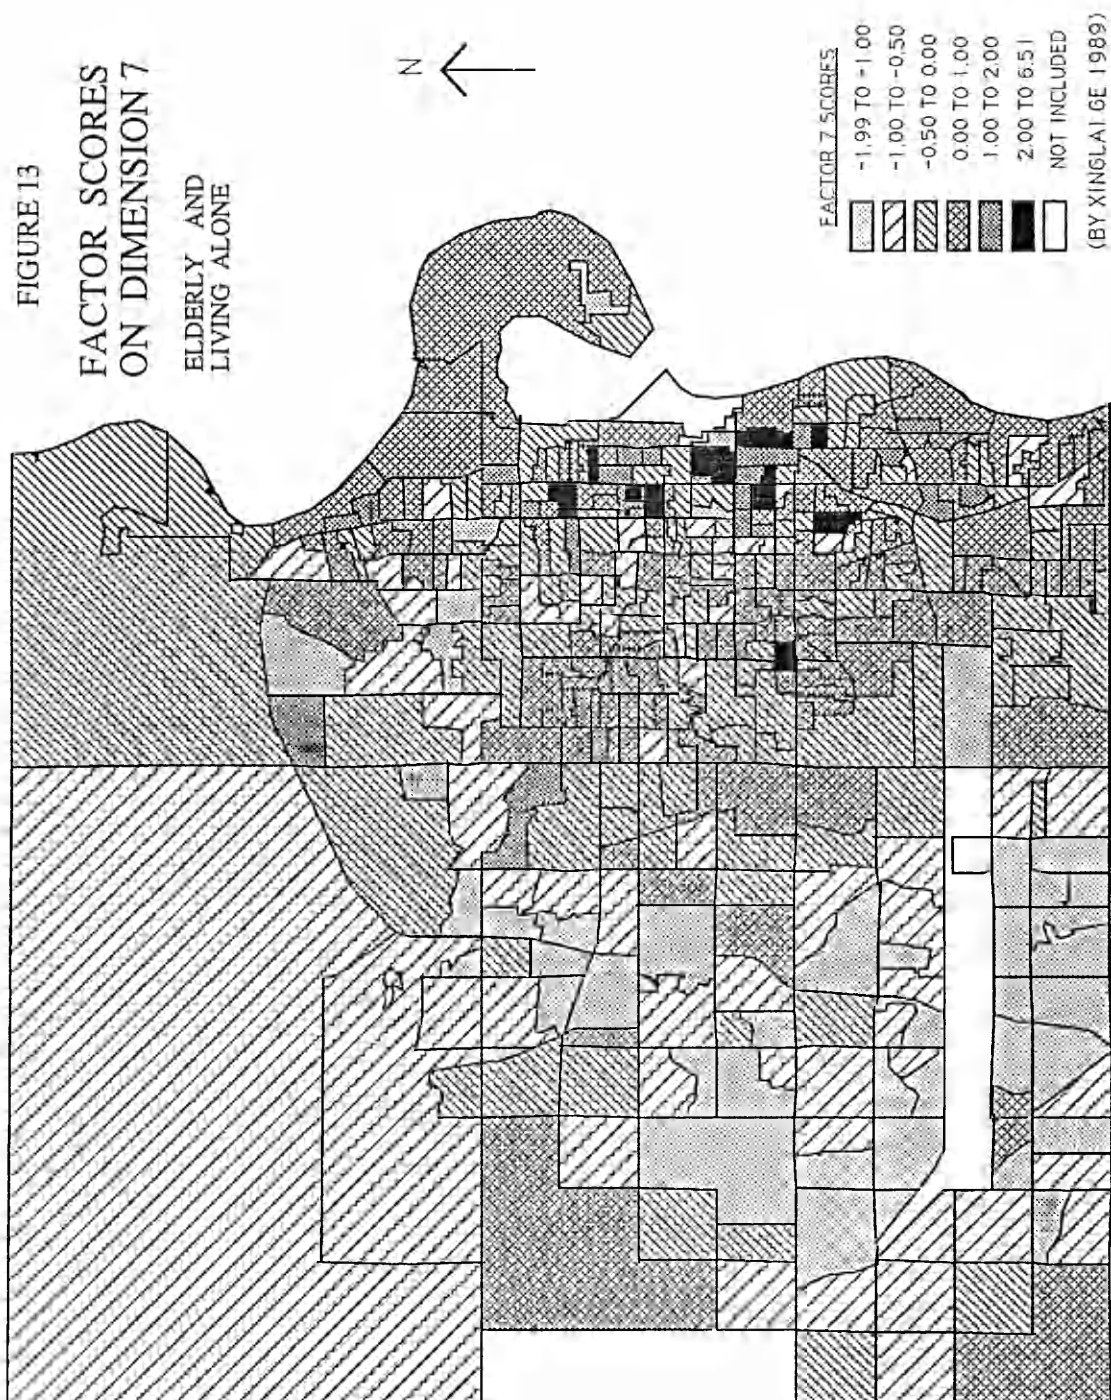 FIGURE 13
FACTOR SCORES
ON DIMENSION 7
ELDERLY AND
LIVING ALONE
N
FACTOR 7 SCORES
-1.99 TO -1.00
-1.00 TO -0.50
-0.50 TO 0.00
0.00 TO 1.00
1.00 TO 2.00
2.00 TO 6.51
NOT INCLUDED
(BY XINGLAI GE 1989)